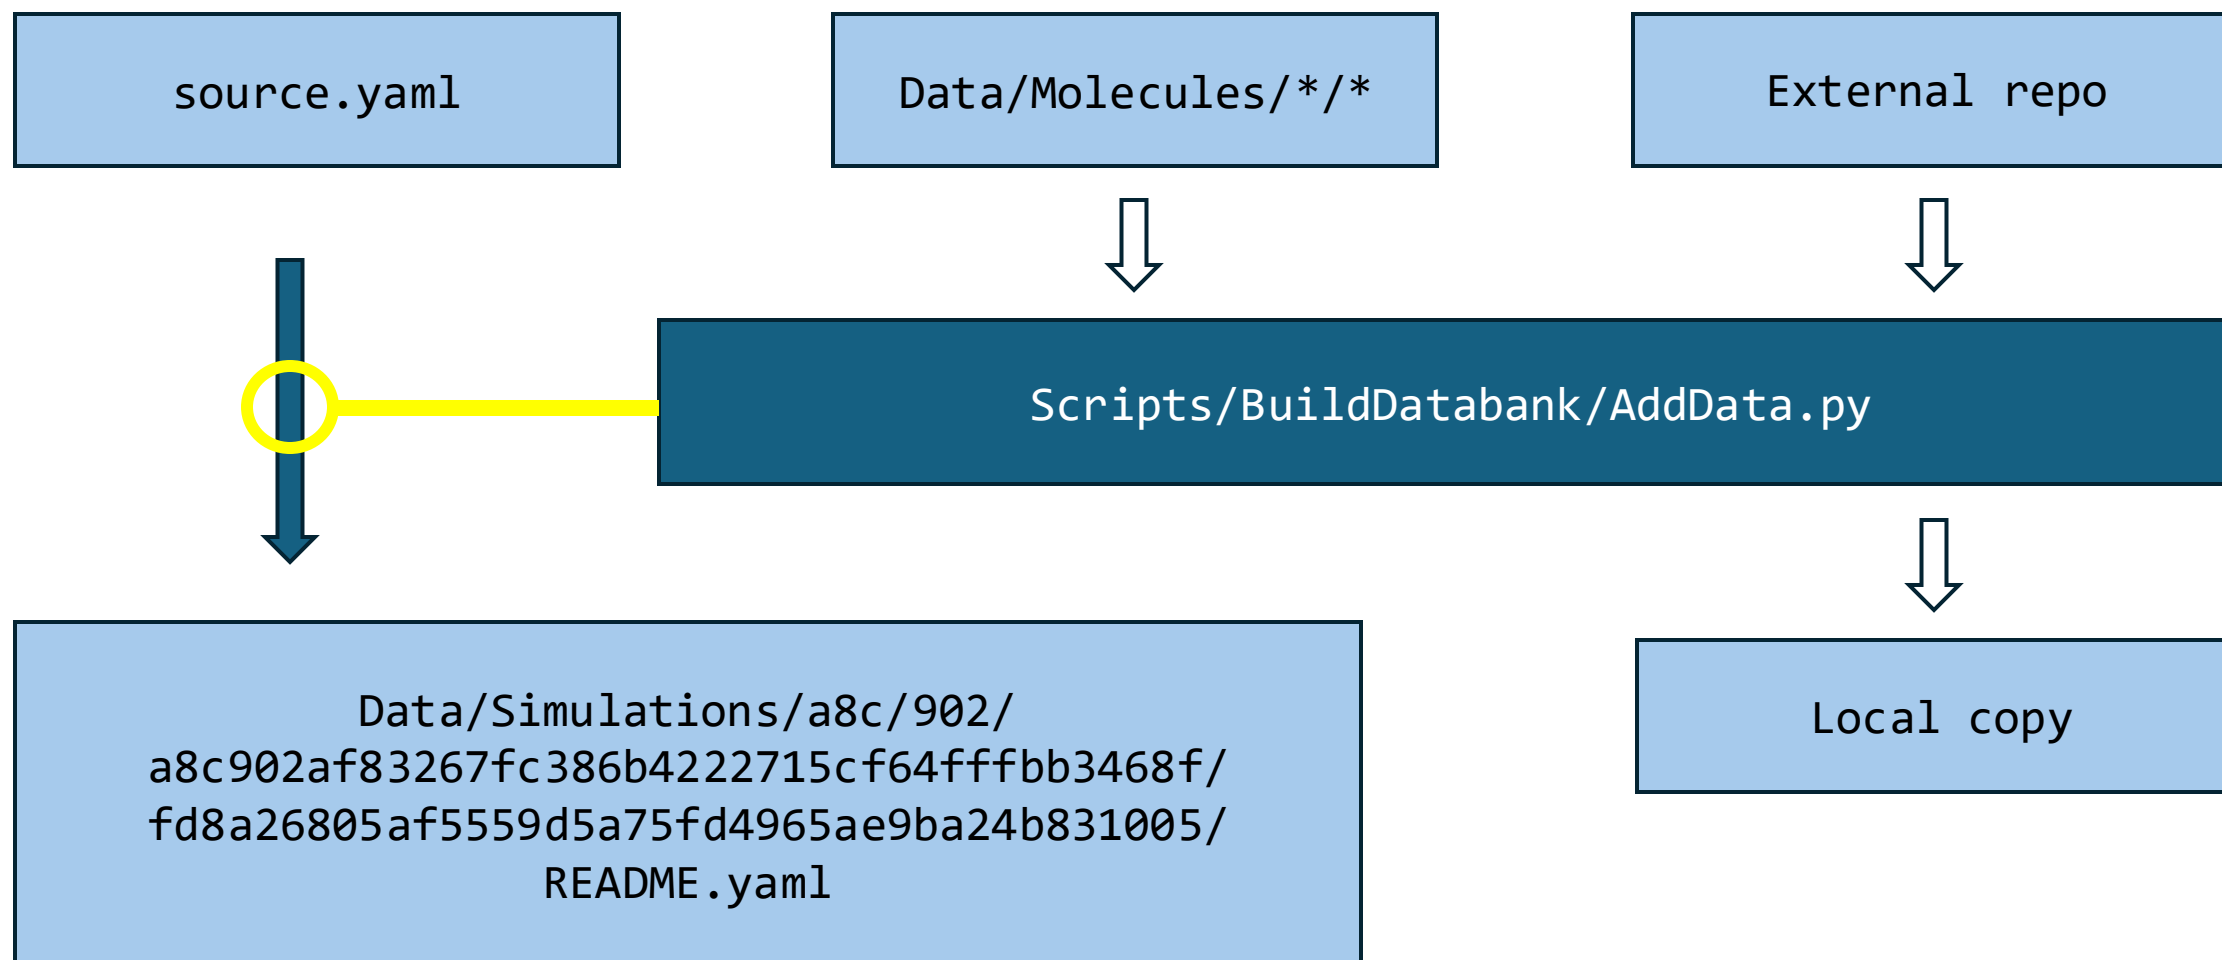 source.yaml
Data/Molecules/*/*
External repo
Scripts/BuildDatabank/AddData.py
Data/Simulations/a8c/902/
a8c902af83267fc386b4222715cf64fffbb3468f/
fd8a26805af5559d5a75fd4965ae9ba24b831005/
README.yaml
Local copy